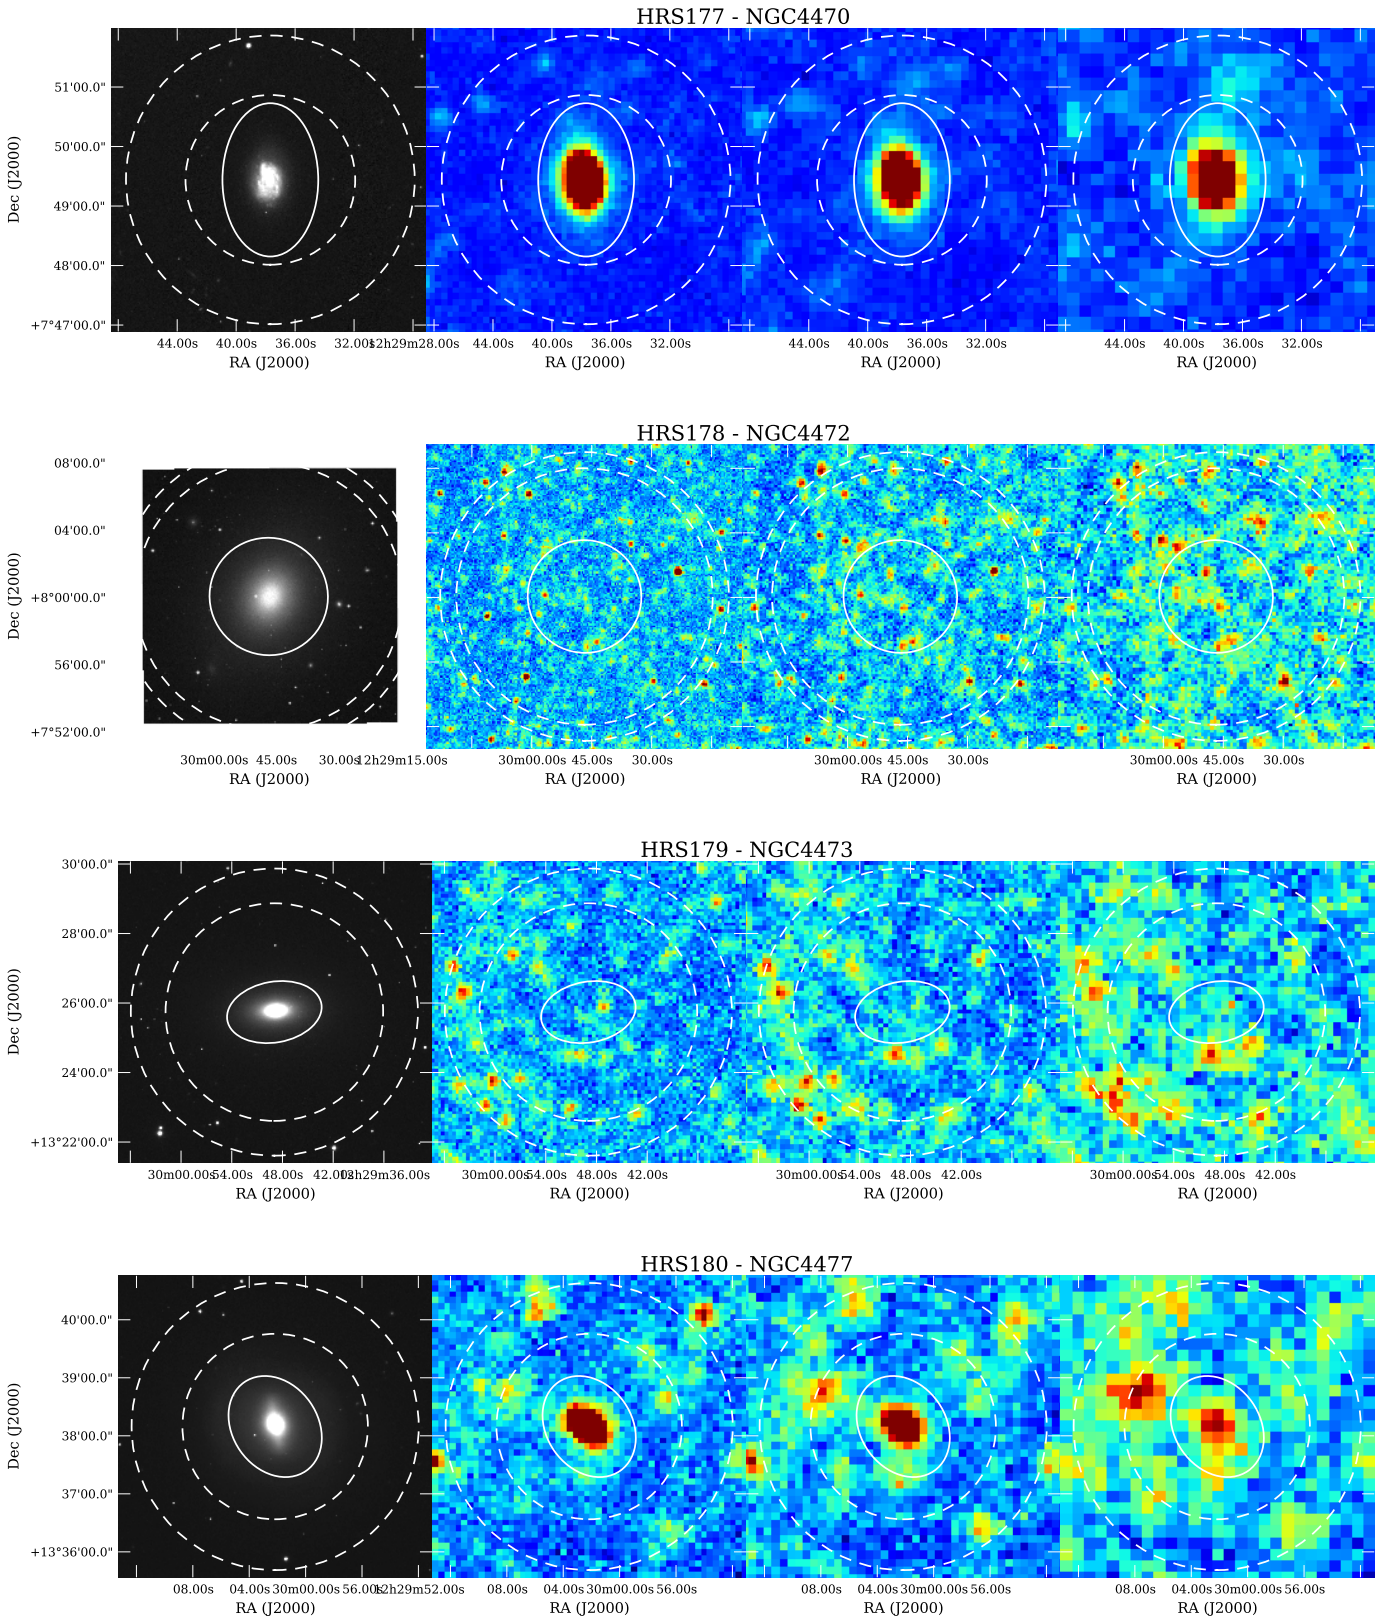 HRS177 - NGC4470
Dec (J2000)
51'00.0"
50'00.0"
49'00.0"
48'00.0"
+7°47'00.0"
44.00s 40.00s 36.00s 32.00s 12h29m28.00s 44.00s 40.00s 36.00s 32.00s 44.00s 40.00s 36.00s 32.00s 44.00s 40.00s 36.00s 32.00s
RA (J2000) RA (J2000) RA (J2000) RA (J2000)
HRS178 - NGC4472
Dec (J2000)
08'00.0"
04'00.0"
+8°00'00.0"
56'00.0"
+7°52'00.0"
30m00.00s 45.00s 30.00s 12h29m15.00s 30m00.00s 45.00s 30.00s 30m00.00s 45.00s 30.00s 30m00.00s 45.00s 30.00s
RA (J2000) RA (J2000) RA (J2000) RA (J2000)
HRS179 - NGC4473
Dec (J2000)
30'00.0"
28'00.0"
26'00.0"
24'00.0"
+13°22'00.0"
30m00.00s 54.00s 48.00s 42.00s 12h29m36.00s 30m00.00s 54.00s 48.00s 42.00s 30m00.00s 54.00s 48.00s 42.00s 30m00.00s 54.00s 48.00s 42.00s
RA (J2000) RA (J2000) RA (J2000) RA (J2000)
HRS180 - NGC4477
Dec (J2000)
40'00.0"
39'00.0"
38'00.0"
37'00.0"
+13°36'00.0"
08.00s 04.00s 30m00.00s 56.00s 12h29m52.00s 08.00s 04.00s 30m00.00s 56.00s 08.00s 04.00s 30m00.00s 56.00s 08.00s 04.00s 30m00.00s 56.00s
RA (J2000) RA (J2000) RA (J2000) RA (J2000)